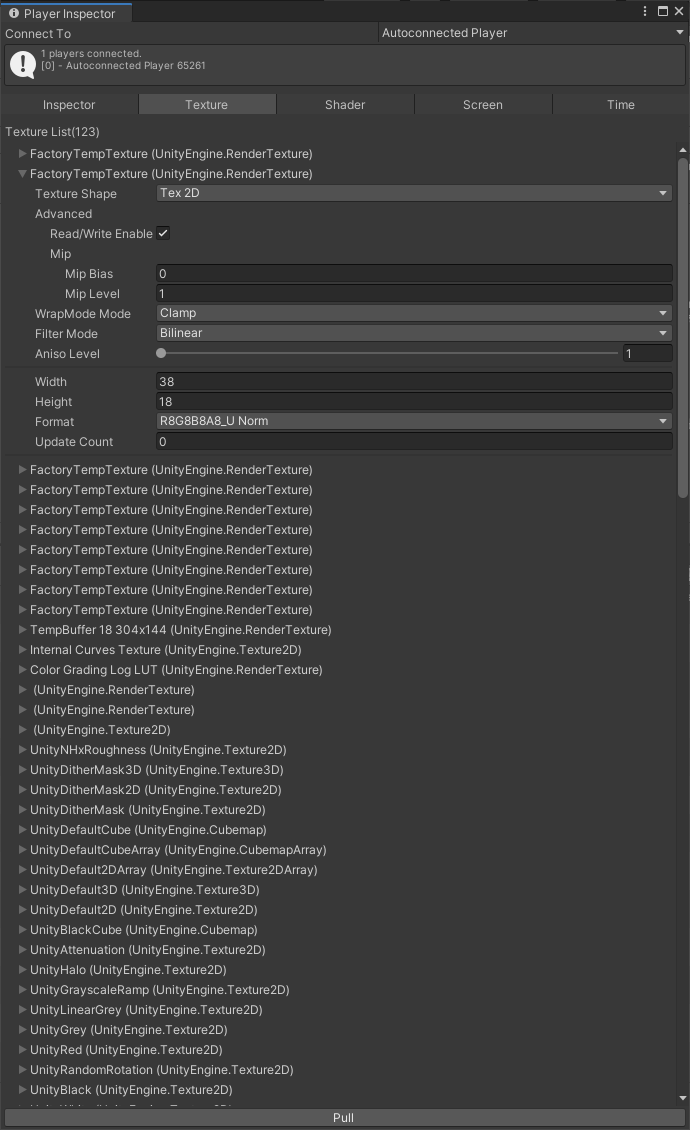 Player Inspector
Connect To Autoconnected Player
1 players connected.
[0] - Autoconnected Player 65261
Inspector Texture Shader Screen Time
Texture List(123)
FactoryTempTexture (UnityEngine.RenderTexture)
FactoryTempTexture (UnityEngine.RenderTexture)
Texture Shape Tex 2D
Advanced
Read/Write Enable
Mip
Mip Bias 0
Mip Level 1
WrapMode Mode Clamp
Filter Mode Bilinear
Aniso Level 1
Width 38
Height 18
Format R8G8B8A8_U Norm
Update Count 0
FactoryTempTexture (UnityEngine.RenderTexture)
FactoryTempTexture (UnityEngine.RenderTexture)
FactoryTempTexture (UnityEngine.RenderTexture)
FactoryTempTexture (UnityEngine.RenderTexture)
FactoryTempTexture (UnityEngine.RenderTexture)
FactoryTempTexture (UnityEngine.RenderTexture)
FactoryTempTexture (UnityEngine.RenderTexture)
FactoryTempTexture (UnityEngine.RenderTexture)
TempBuffer 18 304x144 (UnityEngine.RenderTexture)
Internal Curves Texture (UnityEngine.Texture2D)
Color Grading Log LUT (UnityEngine.RenderTexture)
(UnityEngine.RenderTexture)
(UnityEngine.RenderTexture)
(UnityEngine.Texture2D)
UnityNHxRoughness (UnityEngine.Texture2D)
UnityDitherMask3D (UnityEngine.Texture3D)
UnityDitherMask2D (UnityEngine.Texture2D)
UnityDitherMask (UnityEngine.Texture2D)
UnityDefaultCube (UnityEngine.Cubemap)
UnityDefaultCubeArray (UnityEngine.CubemapArray)
UnityDefault2DArray (UnityEngine.Texture2DArray)
UnityDefault3D (UnityEngine.Texture3D)
UnityDefault2D (UnityEngine.Texture2D)
UnityBlackCube (UnityEngine.Cubemap)
UnityAttenuation (UnityEngine.Texture2D)
UnityHalo (UnityEngine.Texture2D)
UnityGrayscaleRamp (UnityEngine.Texture2D)
UnityLinearGrey (UnityEngine.Texture2D)
UnityGrey (UnityEngine.Texture2D)
UnityRed (UnityEngine.Texture2D)
UnityRandomRotation (UnityEngine.Texture2D)
UnityBlack (UnityEngine.Texture2D)
Pull